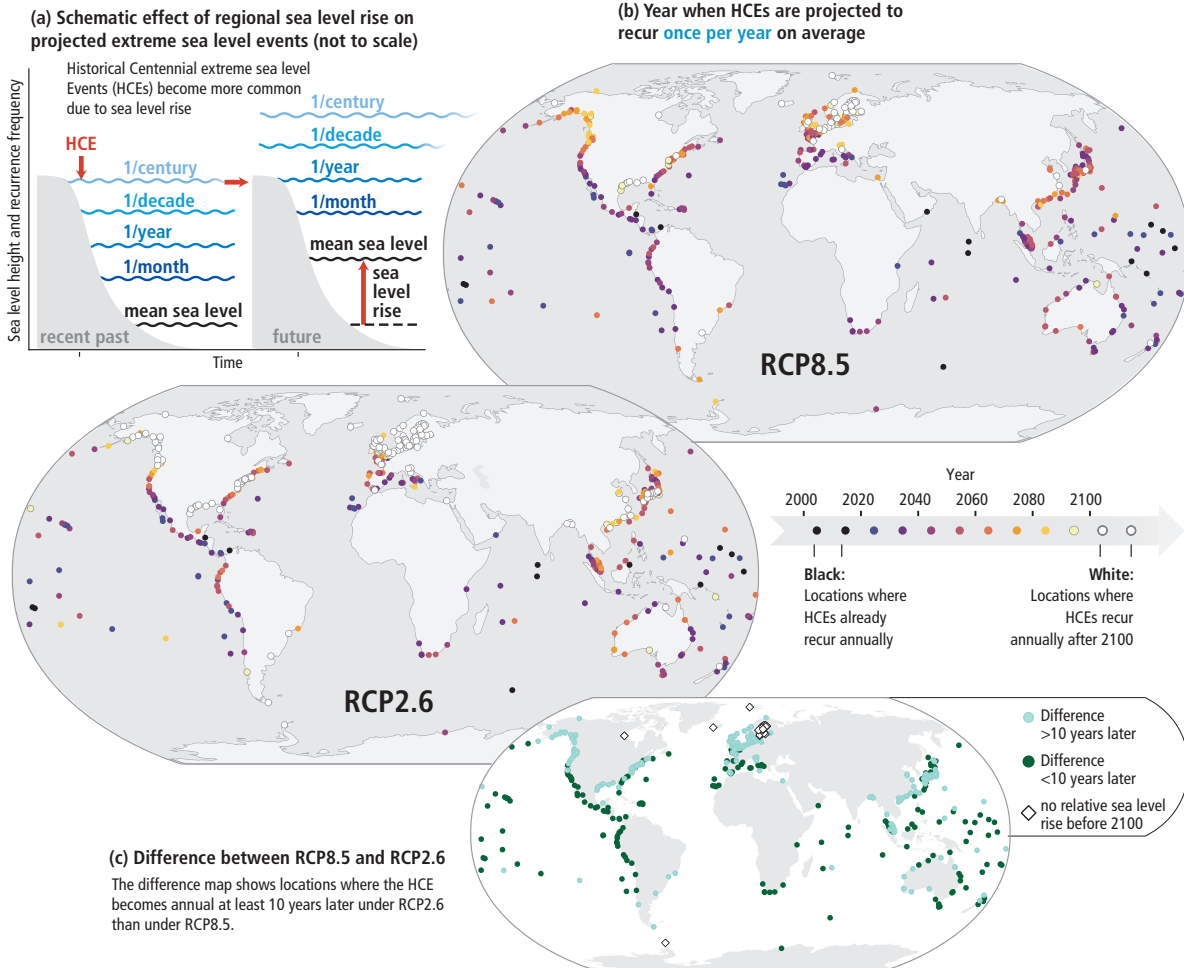 (a) Schematic effect of regional sea level rise on
projected extreme sea level events (not to scale)
Historical Centennial extreme sea level
Events (HCEs) become more common
due to sea level rise
Sea level height and recurrence frequency
HCE
1/century
1/decade
1/year
1/month
mean sea level
recent past
1/century
1/decade
1/year
1/month
mean sea level
sea
level
rise
future
Time
(b) Year when HCEs are projected to
recur once per year on average
RCP8.5
RCP2.6
Year
2000 2020 2040 2060 2080 2100
Black:
Locations where
HCEs already
recur annually
White:
Locations where
HCEs recur
annually after 2100
(c) Difference between RCP8.5 and RCP2.6
The difference map shows locations where the HCE
becomes annual at least 10 years later under RCP2.6
than under RCP8.5.
Difference
>10 years later
Difference
<10 years later
no relative sea level
rise before 2100